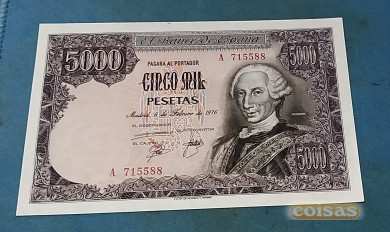 El Banco de España
5000 PAGARÁ AL PORTADOR 5000
A 715588
CINCO MIL
PESETAS
Madrid, 6 de Febrero de 1976
EL GOBERNADOR EL INTERVENTOR
EL CAJERO
A 715588
5000
coisas